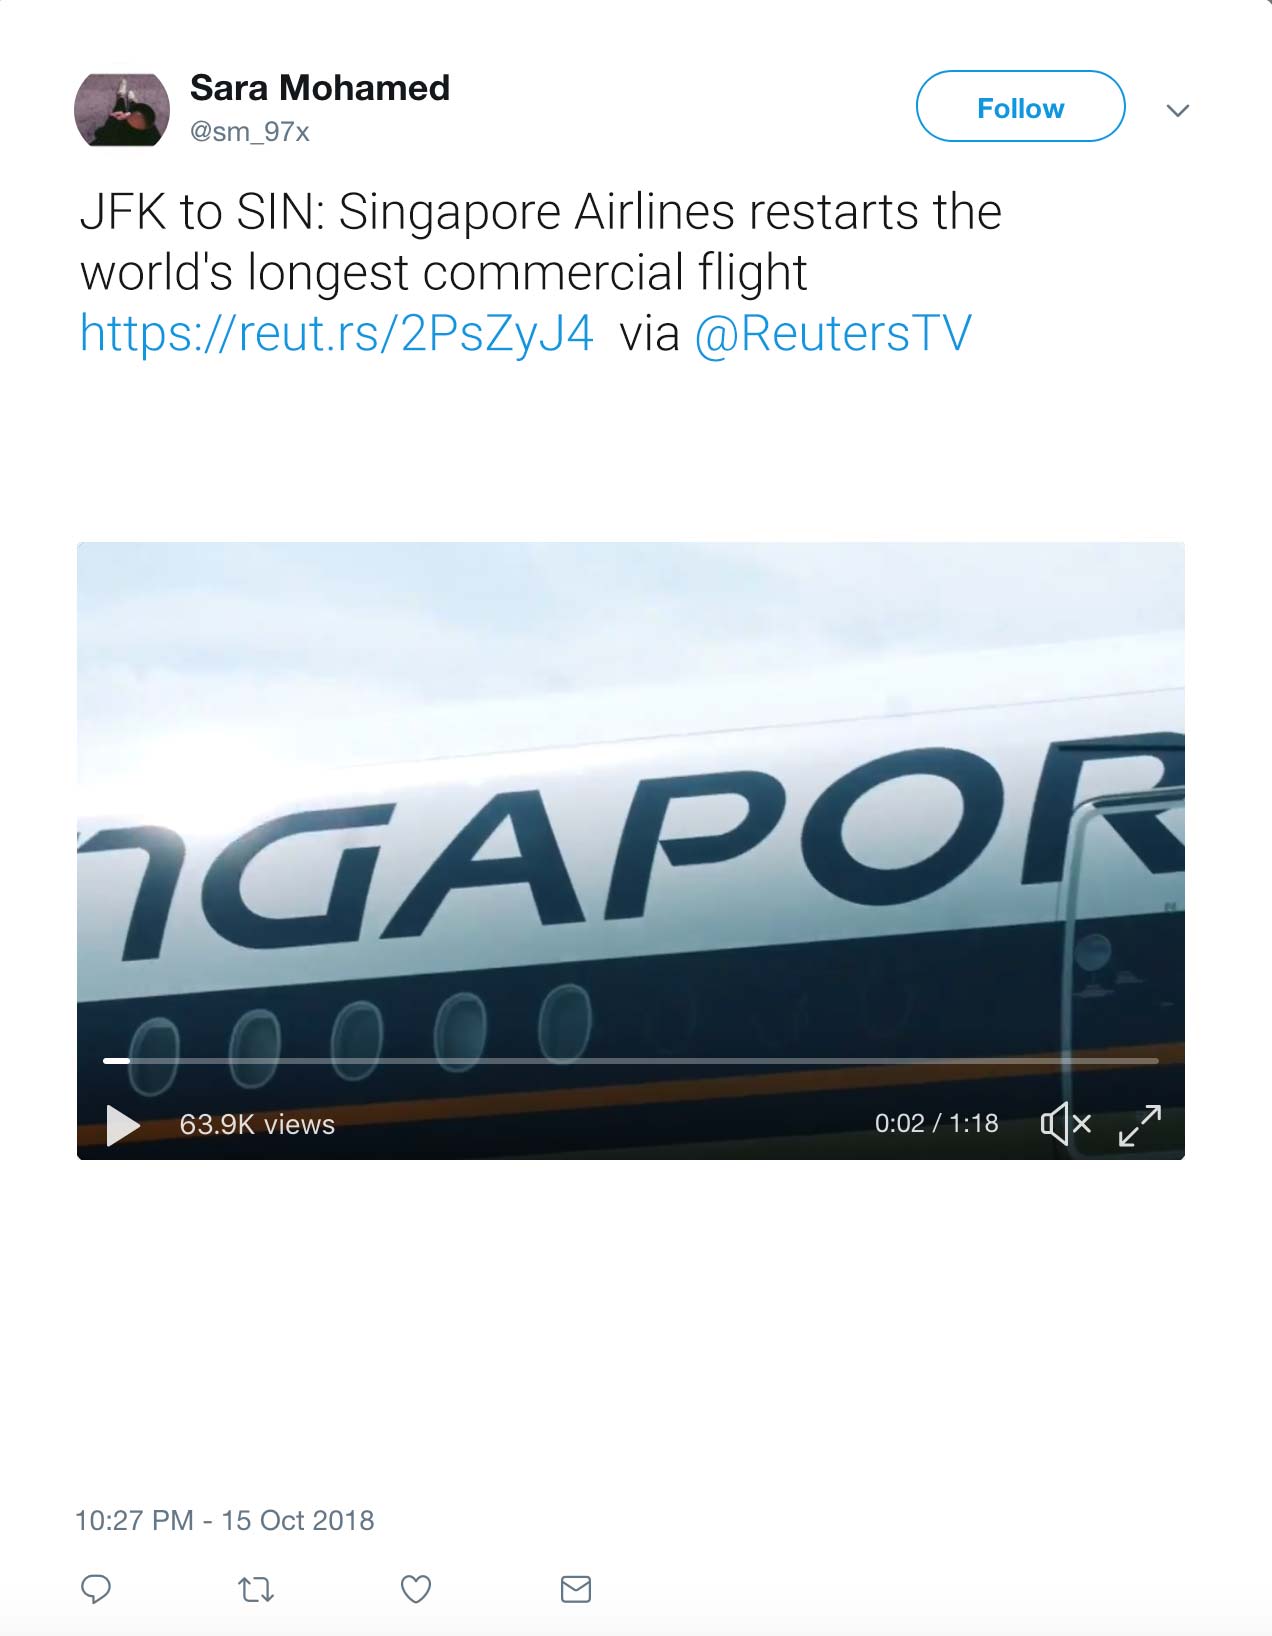 Sara Mohamed
@sm_97x
Follow
JFK to SIN: Singapore Airlines restarts the
world's longest commercial flight
https://reut.rs/2PsZyJ4 via @ReutersTV
NGAPOR
63.9K views
0:02 / 1:18
10:27 PM - 15 Oct 2018